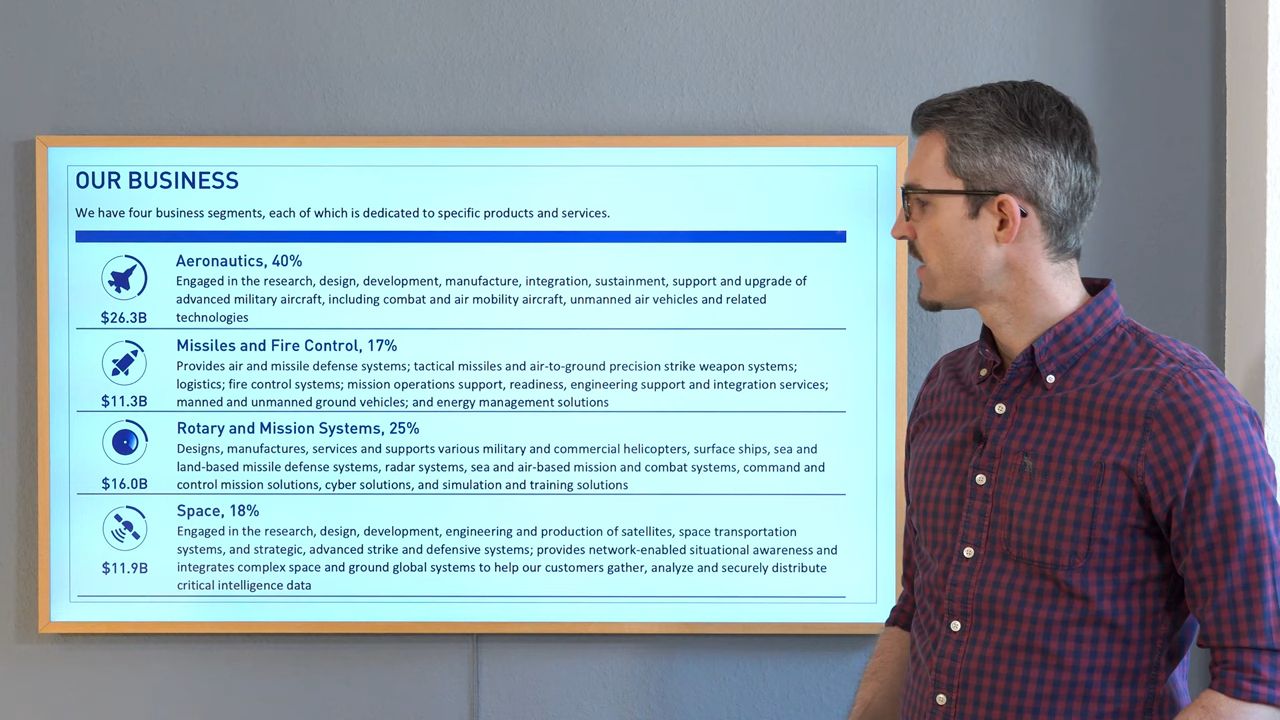 OUR BUSINESS
We have four business segments, each of which is dedicated to specific products and services.
Aeronautics, 40%
Engaged in the research, design, development, manufacture, integration, sustainment, support and upgrade of
advanced military aircraft, including combat and air mobility aircraft, unmanned air vehicles and related
technologies
$26.3B
Missiles and Fire Control, 17%
Provides air and missile defense systems; tactical missiles and air-to-ground precision strike weapon systems;
logistics; fire control systems; mission operations support, readiness, engineering support and integration services;
manned and unmanned ground vehicles; and energy management solutions
$11.3B
Rotary and Mission Systems, 25%
Designs, manufactures, services and supports various military and commercial helicopters, surface ships, sea and
land-based missile defense systems, radar systems, sea and air-based mission and combat systems, command and
control mission solutions, cyber solutions, and simulation and training solutions
$16.0B
Space, 18%
Engaged in the research, design, development, engineering and production of satellites, space transportation
systems, and strategic, advanced strike and defensive systems; provides network-enabled situational awareness and
integrates complex space and ground global systems to help our customers gather, analyze and securely distribute
critical intelligence data
$11.9B